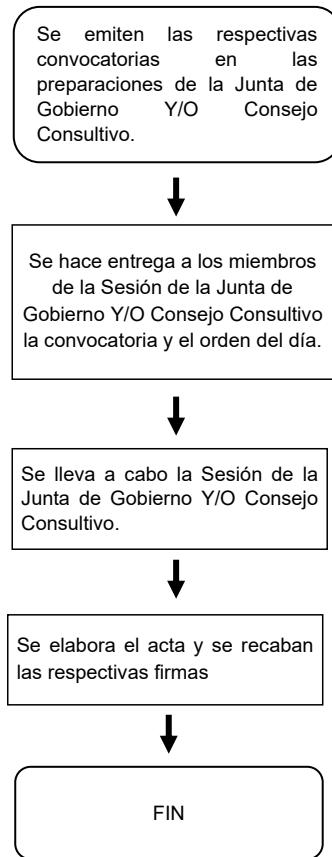 Se emiten las respectivas
convocatorias en las
preparaciones de la Junta de
Gobierno Y/O Consejo
Consultivo.
Se hace entrega a los miembros
de la Sesión de la Junta de
Gobierno Y/O Consejo Consultivo
la convocatoria y el orden del día.
Se lleva a cabo la Sesión de la
Junta de Gobierno Y/O Consejo
Consultivo.
Se elabora el acta y se recaban
las respectivas firmas
FIN